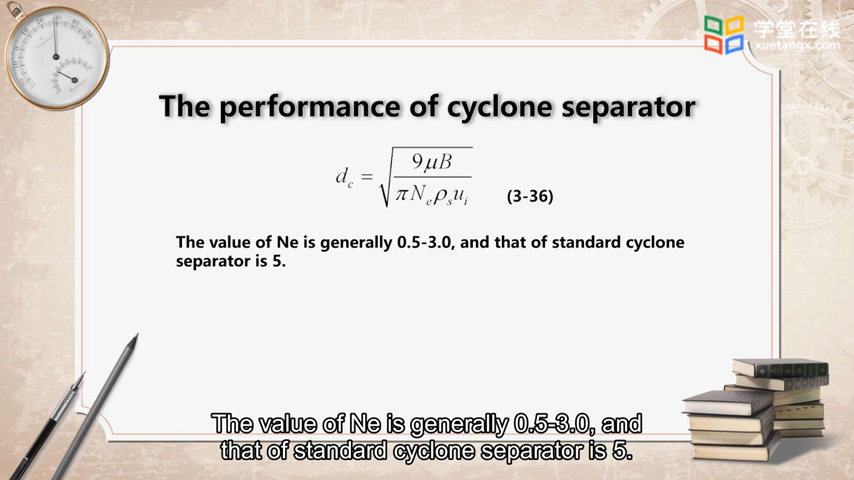 学堂在线
xuetangx.com
The performance of cyclone separator
d_c = √(9μB / πN_eρ_su_i) (3-36)
The value of Ne is generally 0.5-3.0, and that of standard cyclone
separator is 5.
The value of Ne is generally 0.5-3.0, and
that of standard cyclone separator is 5.